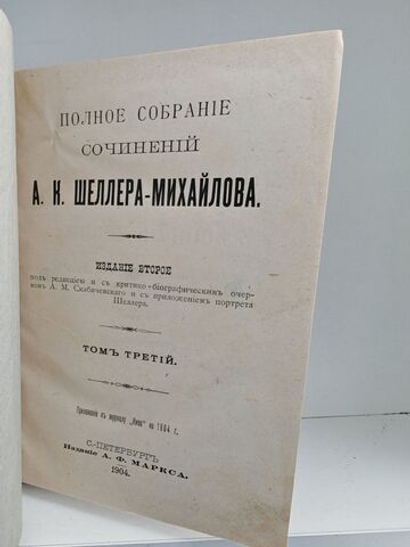 ПОЛНОЕ СОБРАНІЕ
СОЧИНЕНІЙ
А. К. ШЕЛЛЕРА-МИХАЙЛОВА.
ИЗДАНІЕ ВТОРОЕ
подъ редакціею и съ критико-біографическимъ очер-
комъ А. М. Скабичевскаго и съ приложеніемъ портрета
Шеллера.
ТОМЪ ТРЕТІЙ.
Приложеніе къ журналу „Нива" на 1904 г.
С.-ПЕТЕРБУРГЪ
Изданіе А. Ф. МАРКСА.
1904.